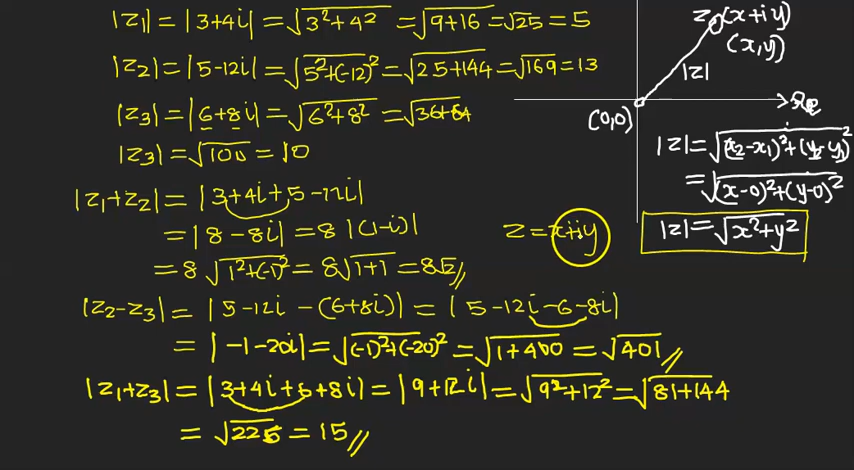 |z1| = |3+4i| = √3²+4² = √9+16 = √25 = 5
|z2| = |5-12i| = √5²+(-12)² = √25+144 = √169 = 13
|z3| = |6+8i| = √6²+8² = √36+64
|z3| = √100 = 10
|z1+z2| = |3+4i+5-12i|
= |8-8i| = 8|(1-i)|
= 8√1²+(-1)² = 8√1+1 = 8√2 //
|z2-z3| = |5-12i-(6+8i)| = |5-12i-6-8i|
= |-1-20i| = √(-1)²+(-20)² = √1+400 = √401 //
|z1+z3| = |3+4i+6+8i| = |9+12i| = √9²+12² = √81+144
= √225 = 15 //
z (x+iy)
(x,y)
|z|
Re
(0,0)
|z| = √(x2-x1)²+(y2-y1)²
= √(x-0)²+(y-0)²
z = x+iy
|z| = √x²+y²